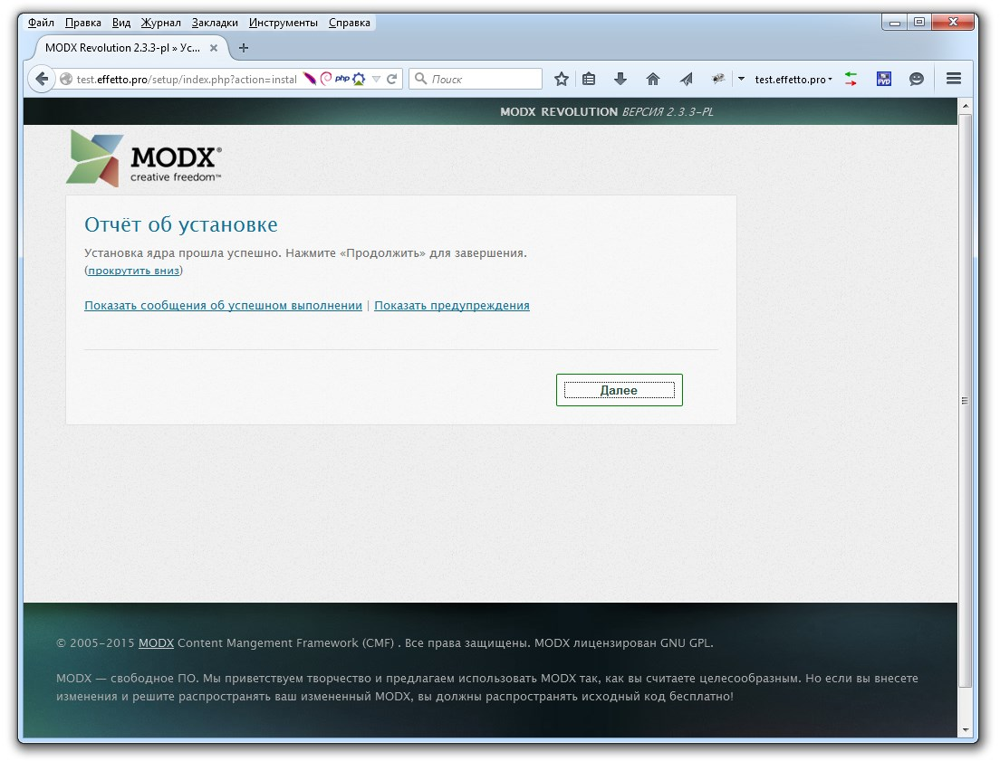 Файл Правка Вид Журнал Закладки Инструменты Справка
MODX Revolution 2.3.3-pl » Ус...
test.effetto.pro/setup/index.php?action=instal php Поиск test.effetto.pro FVD
MODX REVOLUTION ВЕРСИЯ 2.3.3-PL
MODX®
creative freedom™
Отчёт об установке
Установка ядра прошла успешно. Нажмите «Продолжить» для завершения.
(прокрутить вниз)
Показать сообщения об успешном выполнении | Показать предупреждения
Далее
© 2005-2015 MODX Content Mangement Framework (CMF) . Все права защищены. MODX лицензирован GNU GPL.
MODX — свободное ПО. Мы приветствуем творчество и предлагаем использовать MODX так, как вы считаете целесообразным. Но если вы внесете
изменения и решите распространять ваш измененный MODX, вы должны распространять исходный код бесплатно!